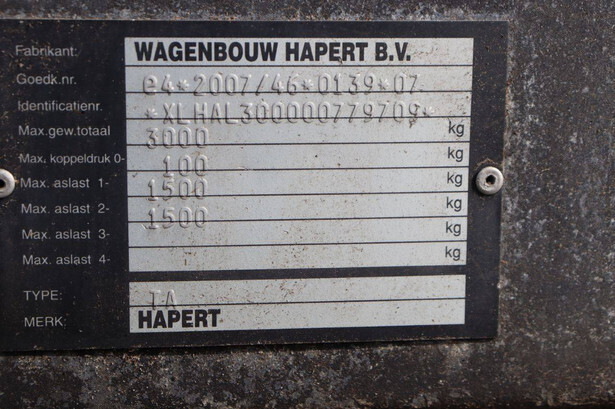 Fabrikant: WAGENBOUW HAPERT B.V.
Goedk.nr. e4*2007/46*0139*07
Identificatienr. *XLHAL300000779709*
Max.gew.totaal 3000 kg
Max. koppeldruk 0- 100 kg
Max. aslast 1- 1500 kg
Max. aslast 2- 1500 kg
Max. aslast 3- kg
Max. aslast 4- kg
TYPE: TA
MERK: HAPERT